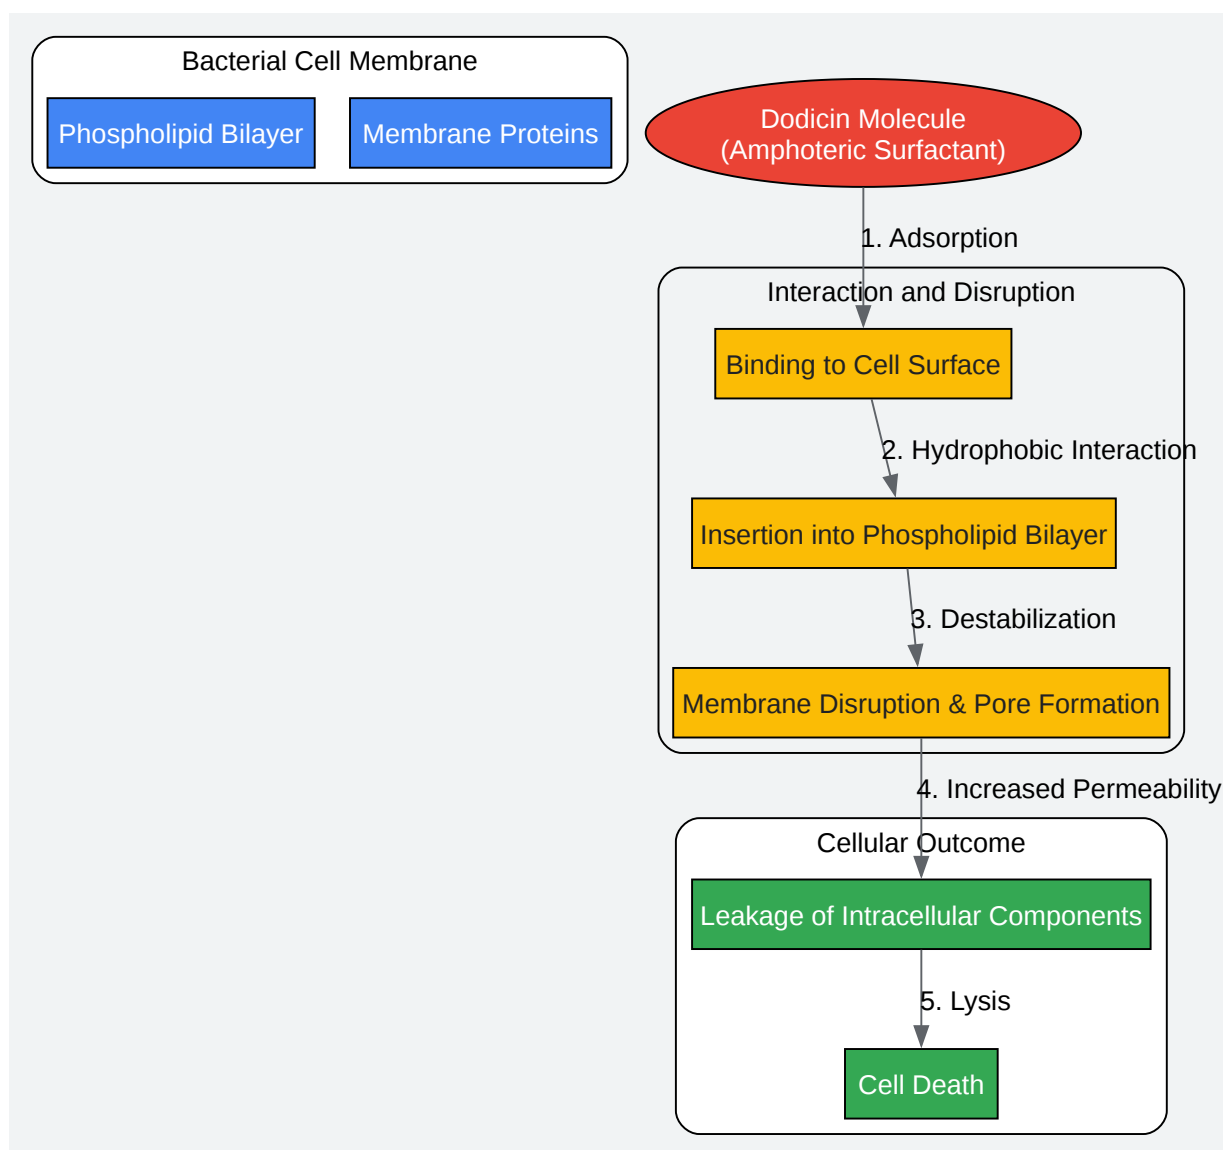 Bacterial Cell Membrane
Phospholipid Bilayer
Membrane Proteins
Dodicin Molecule
(Amphoteric Surfactant)
1. Adsorption
Interaction and Disruption
Binding to Cell Surface
2. Hydrophobic Interaction
Insertion into Phospholipid Bilayer
3. Destabilization
Membrane Disruption & Pore Formation
4. Increased Permeability
Cellular Outcome
Leakage of Intracellular Components
5. Lysis
Cell Death